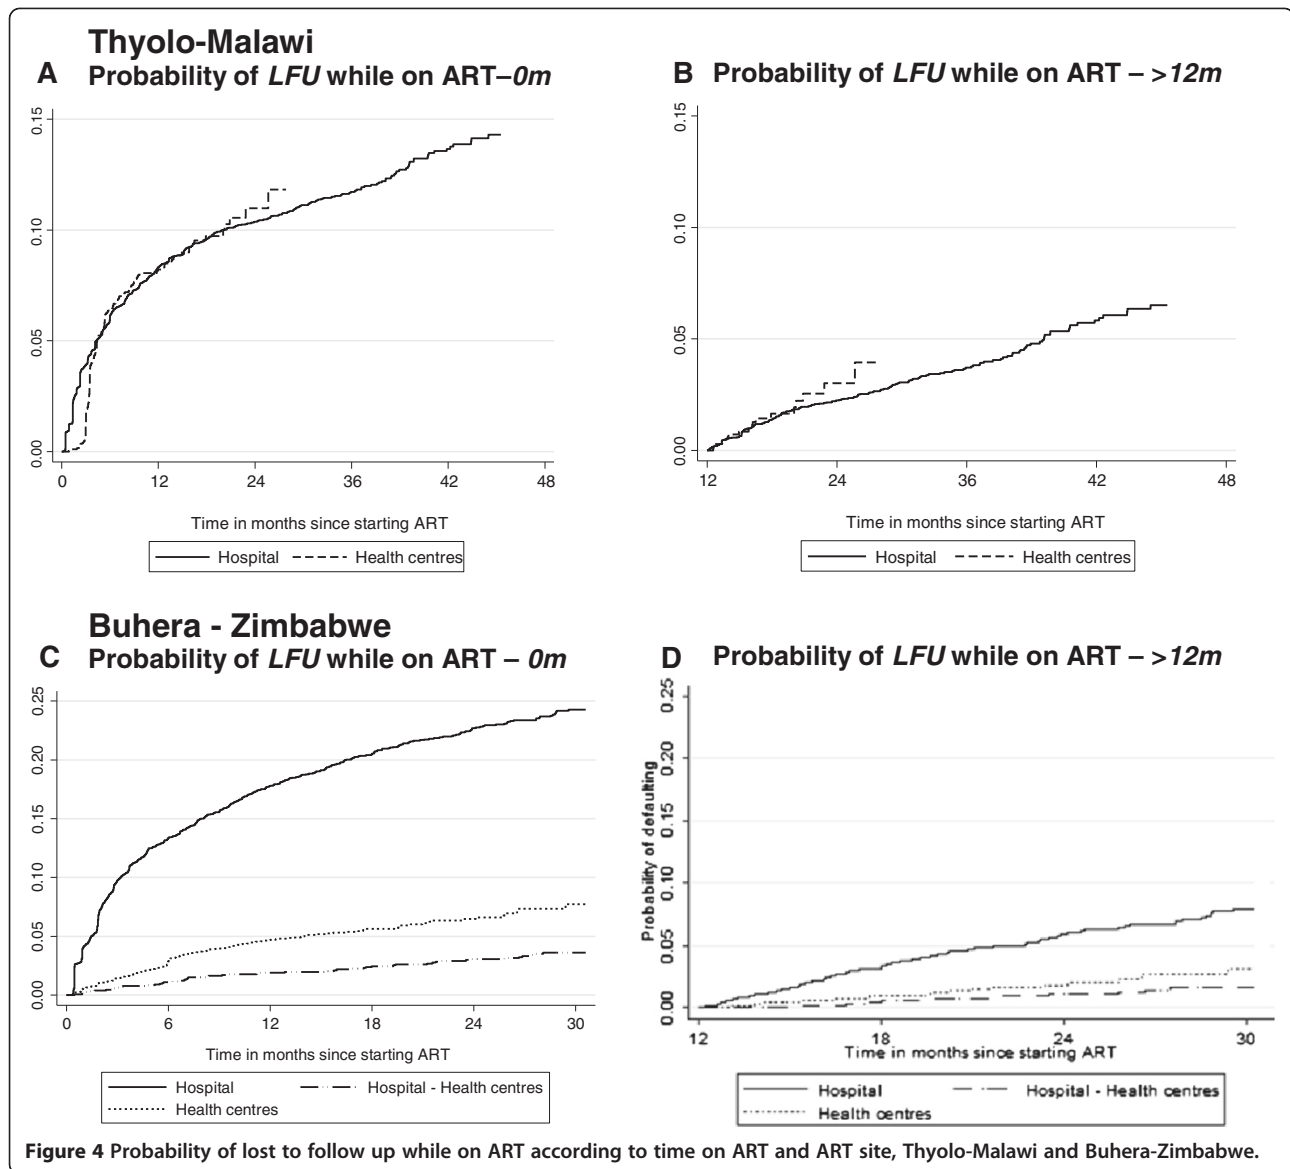 Thyolo-Malawi
A Probability of LFU while on ART–0m
0.15
0.10
0.05
0.00
0 12 24 36 42 48
Time in months since starting ART
Hospital Health centres
B Probability of LFU while on ART – >12m
0.15
0.10
0.05
0.00
12 24 36 42 48
Time in months since starting ART
Hospital Health centres
Buhera - Zimbabwe
C Probability of LFU while on ART – 0m
0.25
0.20
0.15
0.10
0.05
0.00
0 6 12 18 24 30
Time in months since starting ART
Hospital Hospital - Health centres
Health centres
D Probability of LFU while on ART – >12m
Probability of defaulting
0.25
0.20
0.15
0.10
0.05
0.00
12 18 24 30
Time in months since starting ART
Hospital Hospital - Health centres
Health centres
Figure 4 Probability of lost to follow up while on ART according to time on ART and ART site, Thyolo-Malawi and Buhera-Zimbabwe.